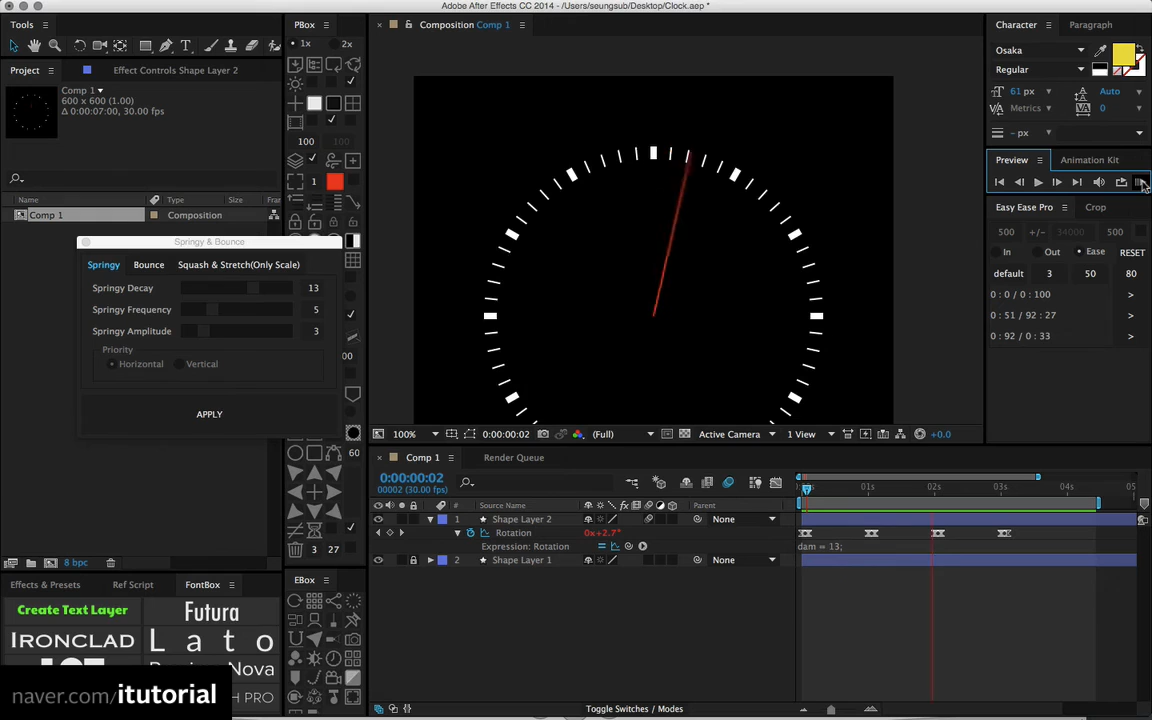 Adobe After Effects CC 2014 - /Users/seungsub/Desktop/Clock.aep *
Tools
PBox
Composition Comp 1
Character
Paragraph
1x
2x
Osaka
Regular
Project
Effect Controls Shape Layer 2
Comp 1
600 x 600 (1.00)
Δ 0:00:07:00, 30.00 fps
61 px
Auto
Metrics
0
- px
100
100
1
Preview
Animation Kit
Name
Type
Size
Comp 1
Composition
Easy Ease Pro
Crop
500
+/-
34000
500
In
Out
Ease
RESET
default
3
50
80
0 : 0 / 0 : 100
>
0 : 51 / 92 : 27
>
0 : 92 / 0 : 33
>
Springy & Bounce
Springy
Bounce
Squash & Stretch(Only Scale)
Springy Decay
13
Springy Frequency
5
Springy Amplitude
3
Priority
Horizontal
Vertical
APPLY
60
3
27
100%
0:00:00:02
(Full)
Active Camera
1 View
+0.0
Comp 1
Render Queue
0:00:00:02
00002 (30.00 fps)
01s
02s
03s
04s
05
#
Source Name
Parent
1
Shape Layer 2
None
Rotation
0x+2.7°
Expression: Rotation
dam = 13;
2
Shape Layer 1
None
8 bpc
Effects & Presets
Ref Script
FontBox
EBox
Create Text Layer
Futura
IRONCLAD
Lato
Nova
H PRO
naver.com/itutorial
Toggle Switches / Modes